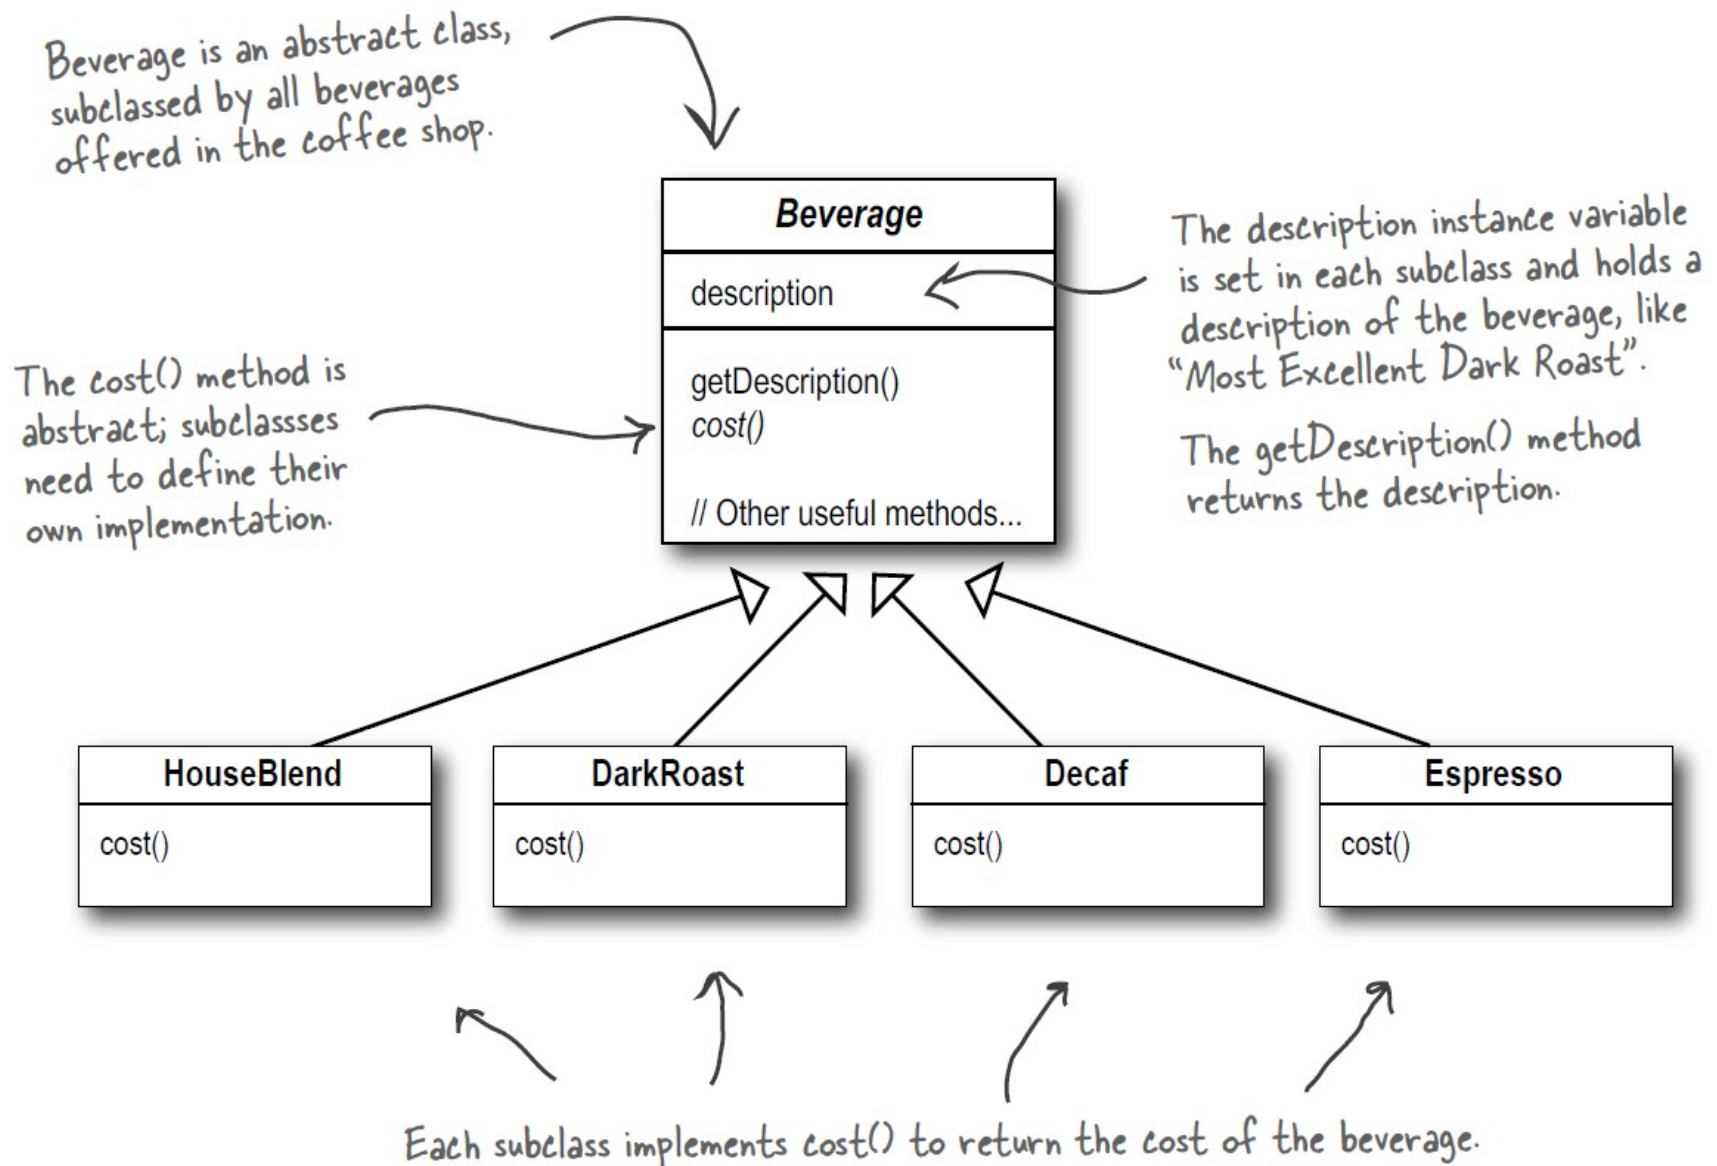 Beverage is an abstract class,
subclassed by all beverages
offered in the coffee shop.
Beverage
description
The description instance variable
is set in each subclass and holds a
description of the beverage, like
“Most Excellent Dark Roast”.
The cost() method is
abstract; subclassses
need to define their
own implementation.
getDescription()
cost()
// Other useful methods...
The getDescription() method
returns the description.
HouseBlend
cost()
DarkRoast
cost()
Decaf
cost()
Espresso
cost()
Each subclass implements cost() to return the cost of the beverage.